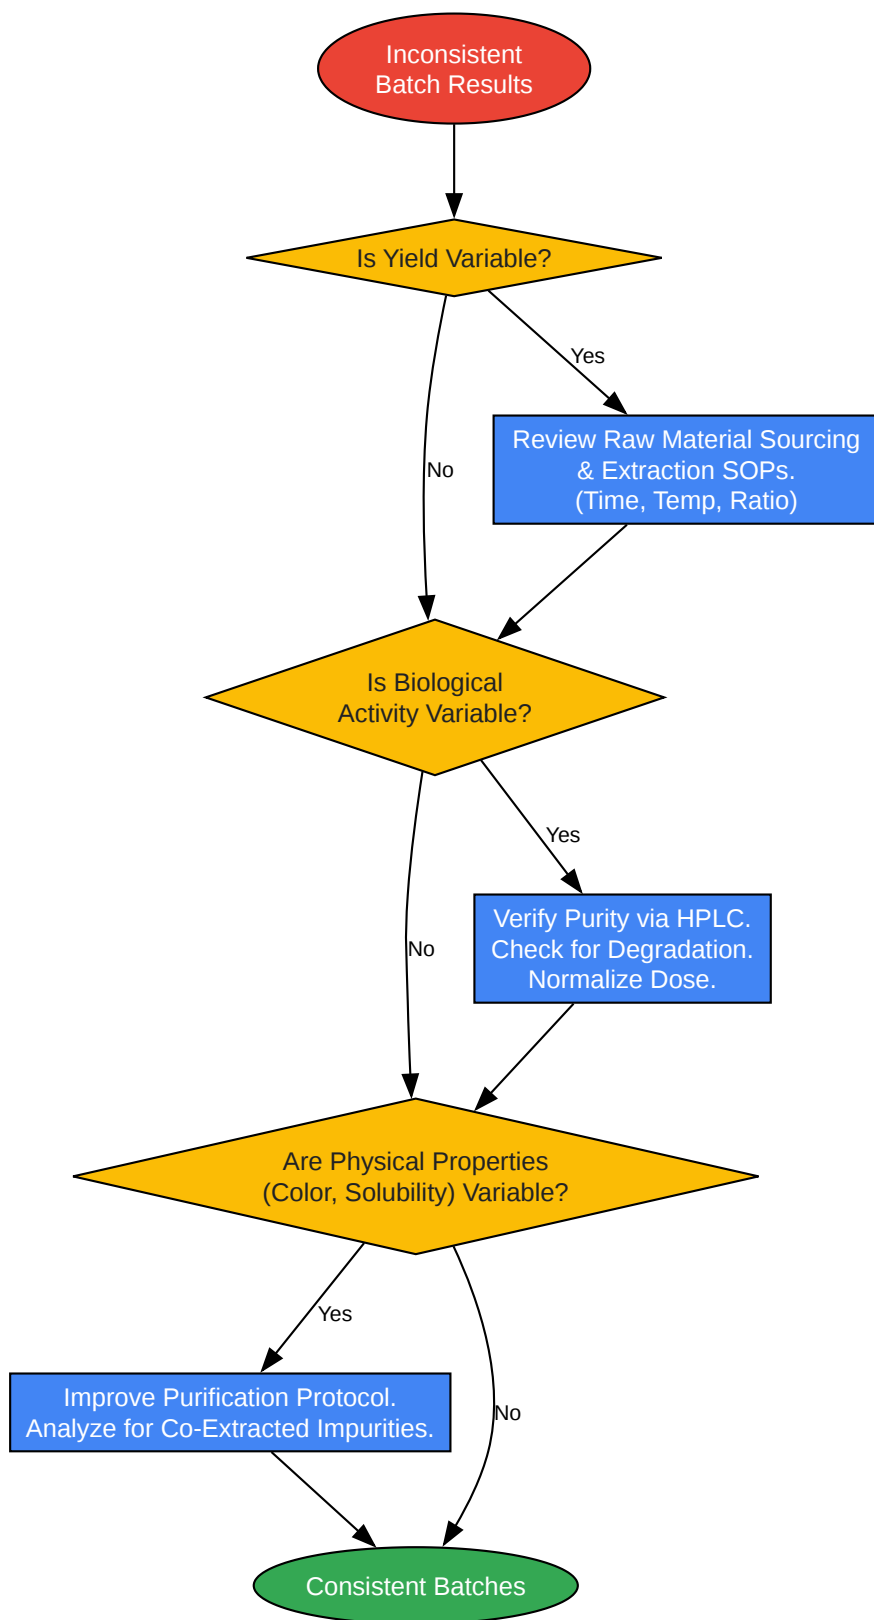 Inconsistent
Batch Results
Is Yield Variable?
Yes
Review Raw Material Sourcing
& Extraction SOPs.
(Time, Temp, Ratio)
No
Is Biological
Activity Variable?
Yes
Verify Purity via HPLC.
Check for Degradation.
Normalize Dose.
No
Are Physical Properties
(Color, Solubility) Variable?
Yes
Improve Purification Protocol.
Analyze for Co-Extracted Impurities.
No
Consistent Batches